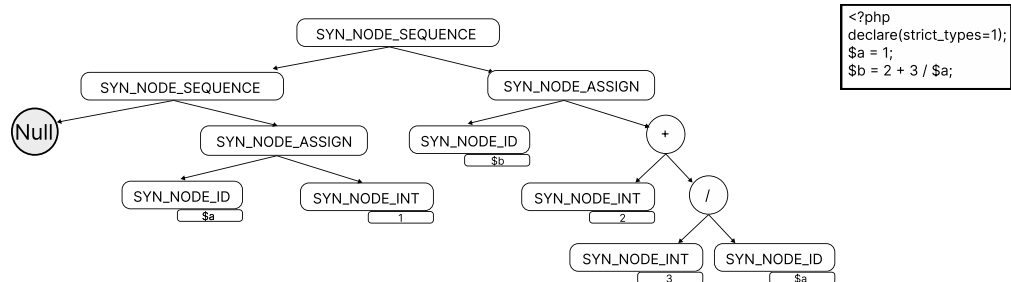 SYN_NODE_SEQUENCE
<?php
declare(strict_types=1);
$a = 1;
$b = 2 + 3 / $a;
SYN_NODE_SEQUENCE
SYN_NODE_ASSIGN
Null
SYN_NODE_ASSIGN
SYN_NODE_ID
$b
+
SYN_NODE_ID
$a
SYN_NODE_INT
1
SYN_NODE_INT
2
/
SYN_NODE_INT
3
SYN_NODE_ID
$a